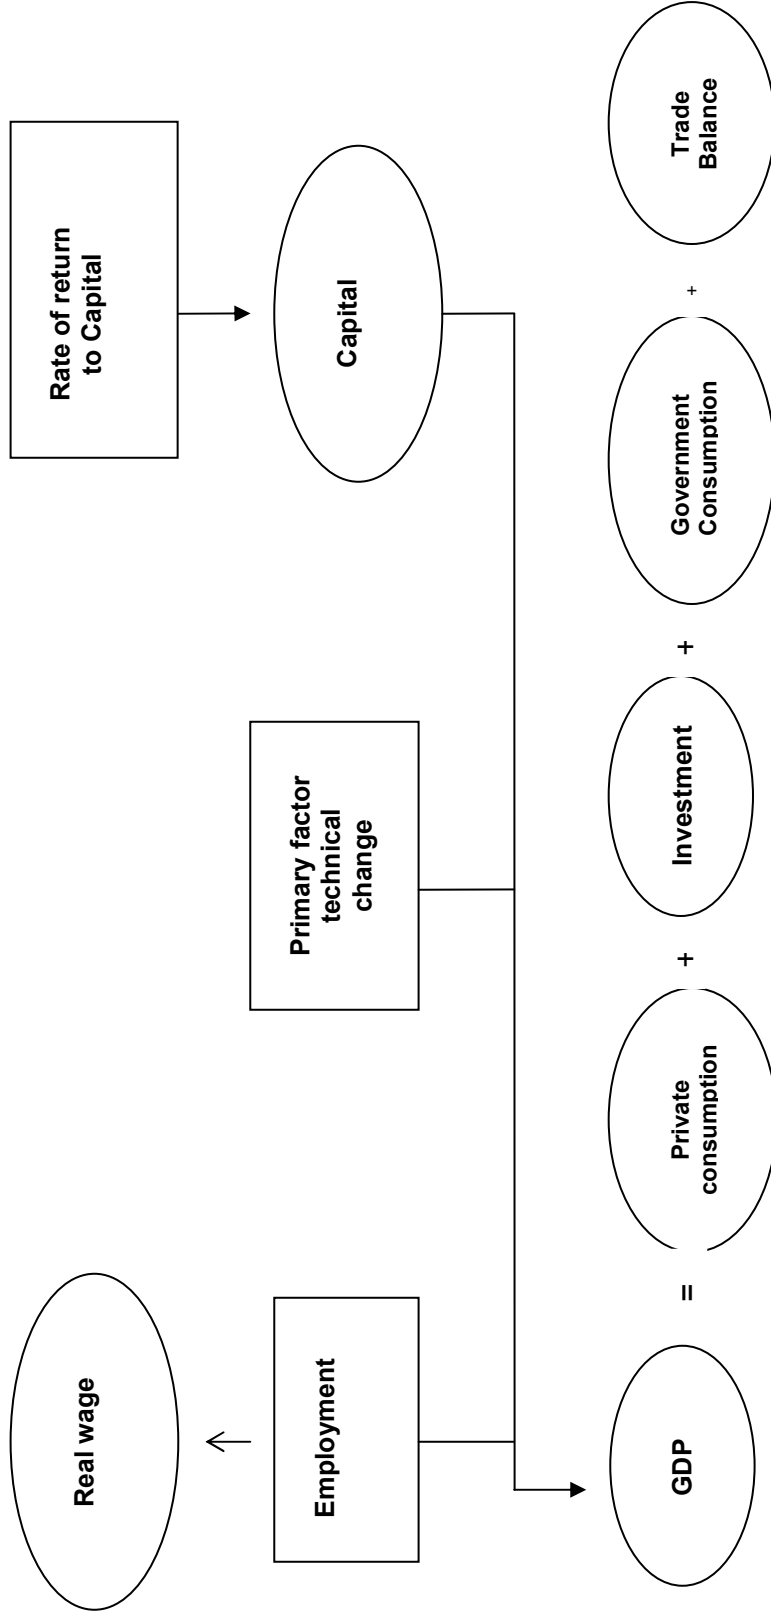 Real wage
Rate of return
to Capital
Employment
Primary factor
technical
change
Capital
GDP
=
Private
consumption
+
Investment
+
Government
Consumption
+
Trade
Balance